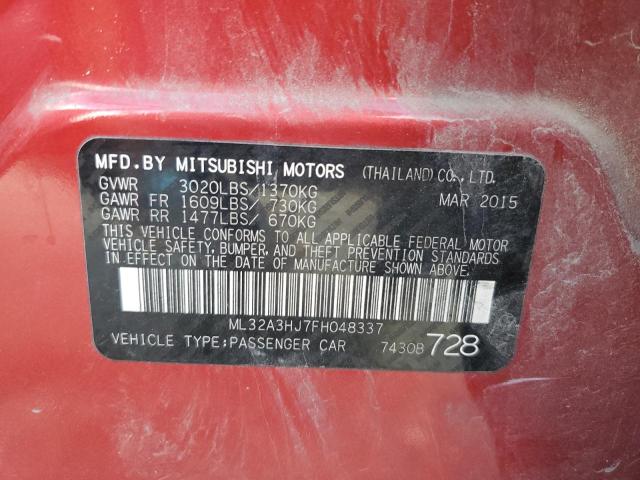 MFD.BY MITSUBISHI MOTORS (THAILAND) CO., LTD.
GVWR 3020LBS/1370KG MAR 2015
GAWR FR 1609LBS/ 730KG
GAWR RR 1477LBS/ 670KG
THIS VEHICLE CONFORMS TO ALL APPLICABLE FEDERAL MOTOR
VEHICLE SAFETY, BUMPER, AND THEFT PREVENTION STANDARDS
IN EFFECT ON THE DATE OF MANUFACTURE SHOWN ABOVE.
ML32A3HJ7FH048337
VEHICLE TYPE:PASSENGER CAR 7430B 728